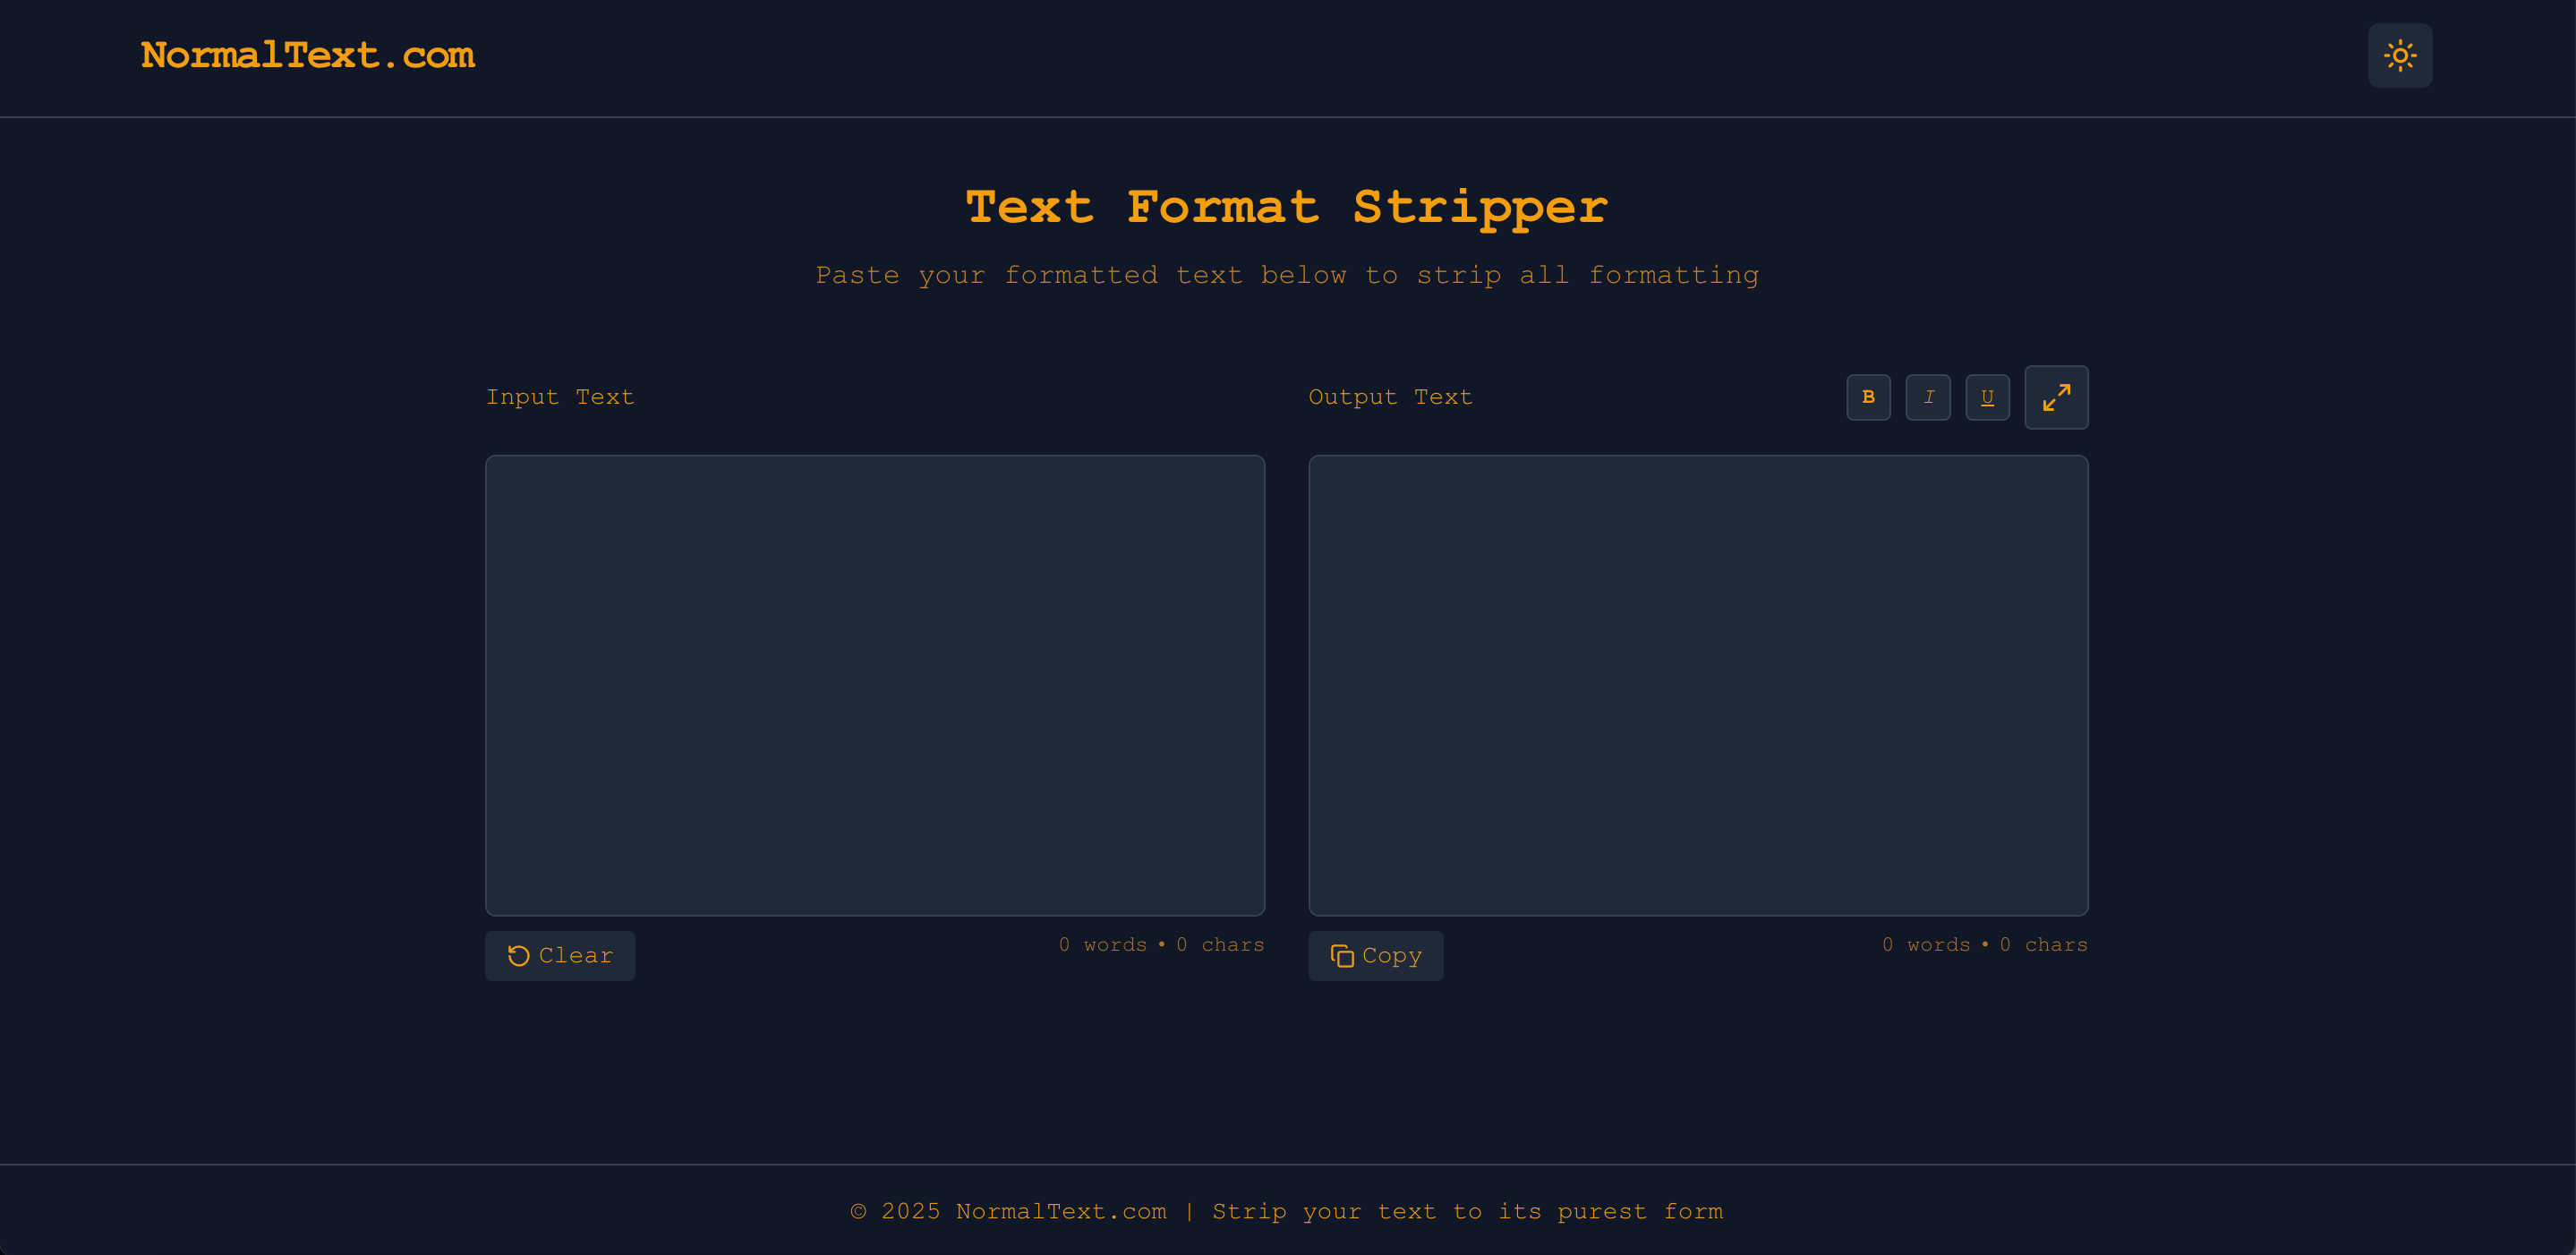 NormalText.com
Text Format Stripper
Paste your formatted text below to strip all formatting
Input Text
Output Text
B I U
Clear
0 words • 0 chars
Copy
0 words • 0 chars
© 2025 NormalText.com | Strip your text to its purest form